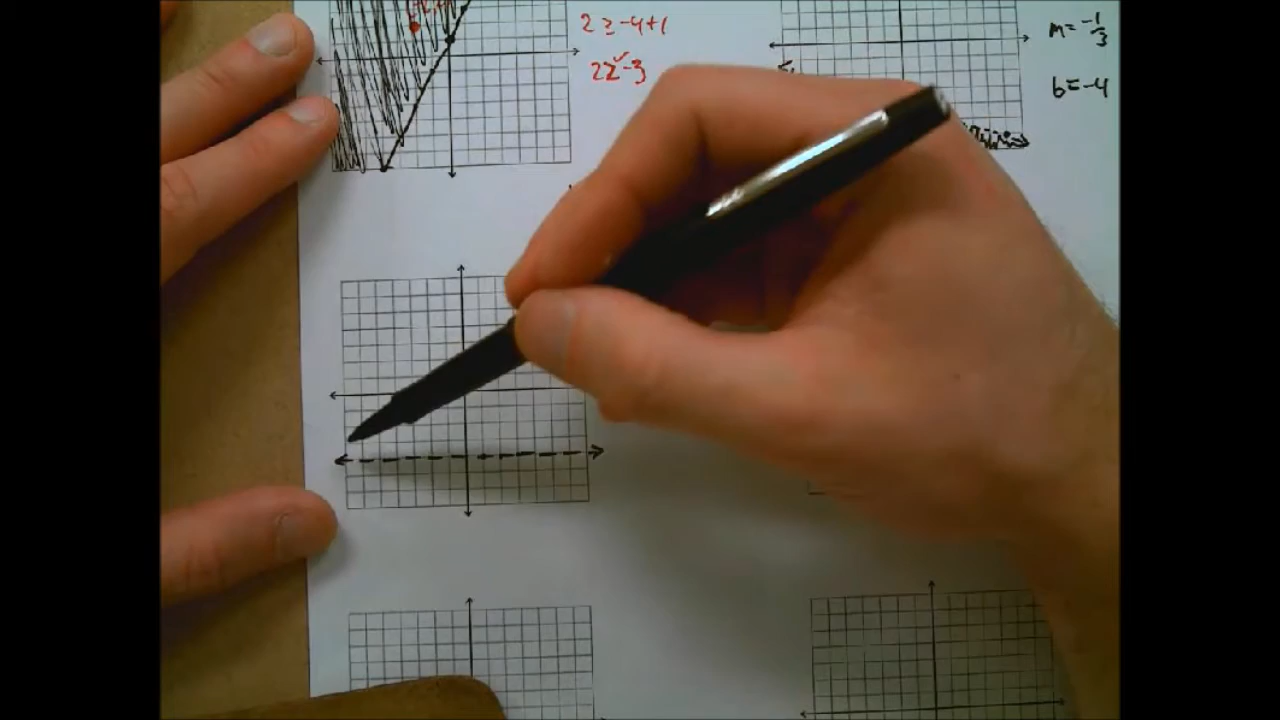 2 ≥ -4+1
2 ≥ -3
m = -1/3
b = -4